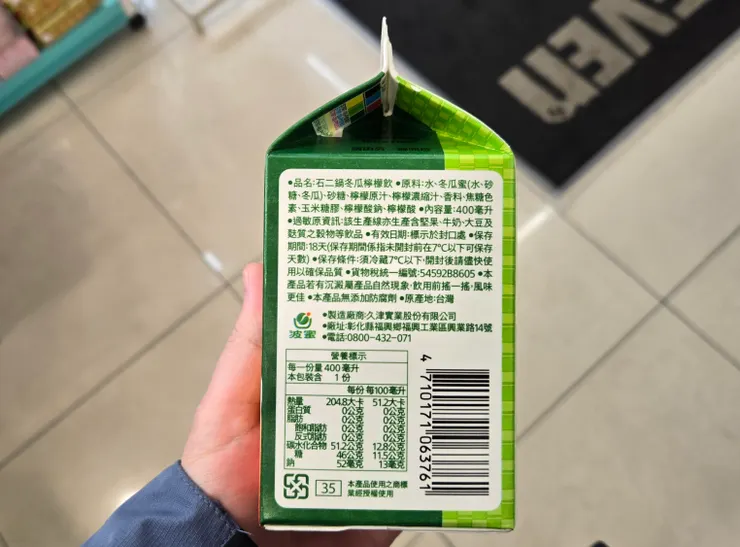 EVEN
•品名:石二鍋冬瓜檸檬飲 •原料:水、冬瓜蜜(水、砂
糖、冬瓜)、砂糖、檸檬原汁、檸檬濃縮汁、香料、焦糖色
素、玉米糖膠、檸檬酸鈉、檸檬酸 •內容量:400毫升
•過敏原資訊:該生產線亦生產含堅果、牛奶、大豆及
麩質之穀物等飲品 •有效日期:標示於封口處 •保存
期間:18天(保存期間係指未開封前在7℃以下可保存
天數) •保存條件:須冷藏7℃以下,開封後請儘快使
用以確保品質 •貨物稅統一編號:54592B8605 •本
產品若有沉澱屬產品自然現象、飲用前搖一搖,風味
更佳 •本產品無添加防腐劑 •原產地:台灣
波蜜
•製造廠商:久津實業股份有限公司
•廠址:彰化縣福興鄉福興工業區興業路14號
•電話:0800-432-071
營養標示
每一份量 400 毫升
本包裝含 1 份
每份 每100毫升
熱量 204.8大卡 51.2大卡
蛋白質 0公克 0公克
脂肪 0公克 0公克
飽和脂肪 0公克 0公克
反式脂肪 0公克 0公克
碳水化合物 51.2公克 12.8公克
糖 46公克 11.5公克
鈉 52毫克 13毫克
4 710171 063761
35
本產品使用之商標
業經授權使用